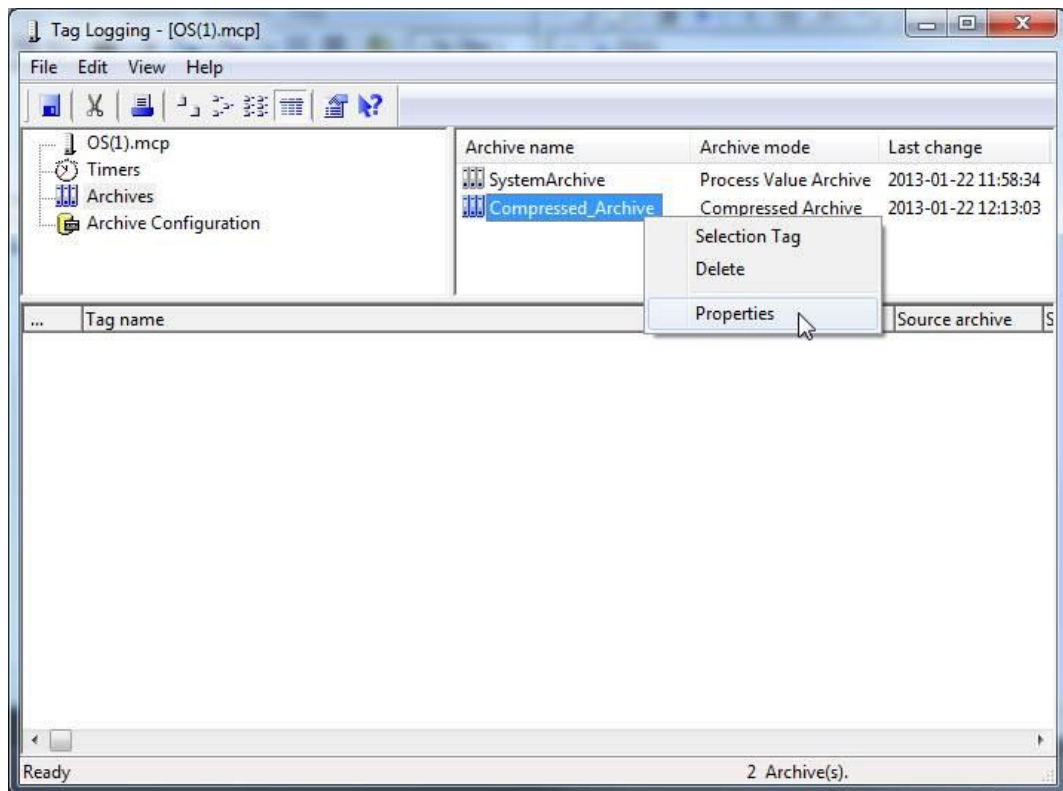 Tag Logging - [OS(1).mcp]
File Edit View Help
OS(1).mcp
Timers
Archives
Archive Configuration
Archive name Archive mode Last change
SystemArchive Process Value Archive 2013-01-22 11:58:34
Compressed_Archive Compressed Archive 2013-01-22 12:13:03
Selection Tag
Delete
Properties
... Tag name Source archive S
Ready 2 Archive(s).